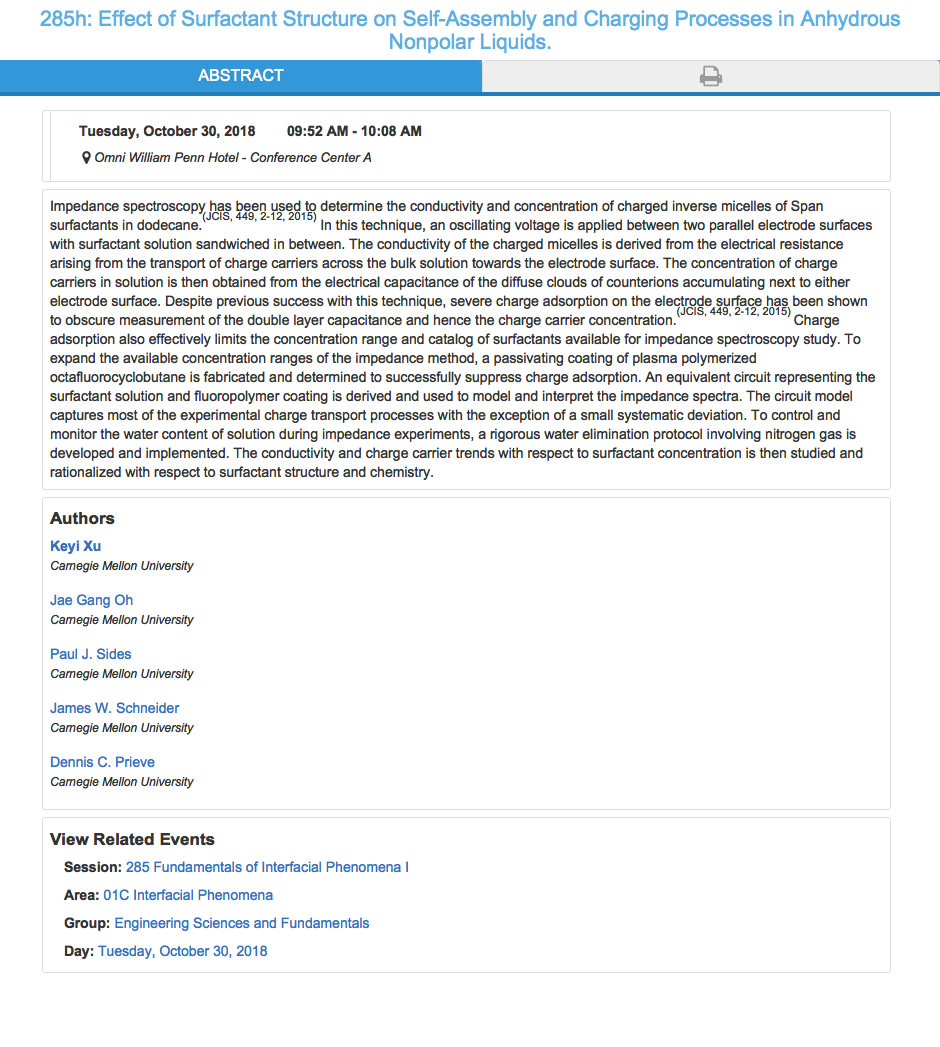 285h: Effect of Surfactant Structure on Self-Assembly and Charging Processes in Anhydrous
Nonpolar Liquids.
ABSTRACT
Tuesday, October 30, 2018 09:52 AM - 10:08 AM
Omni William Penn Hotel - Conference Center A
Impedance spectroscopy has been used to determine the conductivity and concentration of charged inverse micelles of Span
surfactants in dodecane.(JCIS, 449, 2-12, 2015) In this technique, an oscillating voltage is applied between two parallel electrode surfaces
with surfactant solution sandwiched in between. The conductivity of the charged micelles is derived from the electrical resistance
arising from the transport of charge carriers across the bulk solution towards the electrode surface. The concentration of charge
carriers in solution is then obtained from the electrical capacitance of the diffuse clouds of counterions accumulating next to either
electrode surface. Despite previous success with this technique, severe charge adsorption on the electrode surface has been shown
to obscure measurement of the double layer capacitance and hence the charge carrier concentration.(JCIS, 449, 2-12, 2015) Charge
adsorption also effectively limits the concentration range and catalog of surfactants available for impedance spectroscopy study. To
expand the available concentration ranges of the impedance method, a passivating coating of plasma polymerized
octafluorocyclobutane is fabricated and determined to successfully suppress charge adsorption. An equivalent circuit representing the
surfactant solution and fluoropolymer coating is derived and used to model and interpret the impedance spectra. The circuit model
captures most of the experimental charge transport processes with the exception of a small systematic deviation. To control and
monitor the water content of solution during impedance experiments, a rigorous water elimination protocol involving nitrogen gas is
developed and implemented. The conductivity and charge carrier trends with respect to surfactant concentration is then studied and
rationalized with respect to surfactant structure and chemistry.
Authors
Keyi Xu
Carnegie Mellon University
Jae Gang Oh
Carnegie Mellon University
Paul J. Sides
Carnegie Mellon University
James W. Schneider
Carnegie Mellon University
Dennis C. Prieve
Carnegie Mellon University
View Related Events
Session: 285 Fundamentals of Interfacial Phenomena I
Area: 01C Interfacial Phenomena
Group: Engineering Sciences and Fundamentals
Day: Tuesday, October 30, 2018